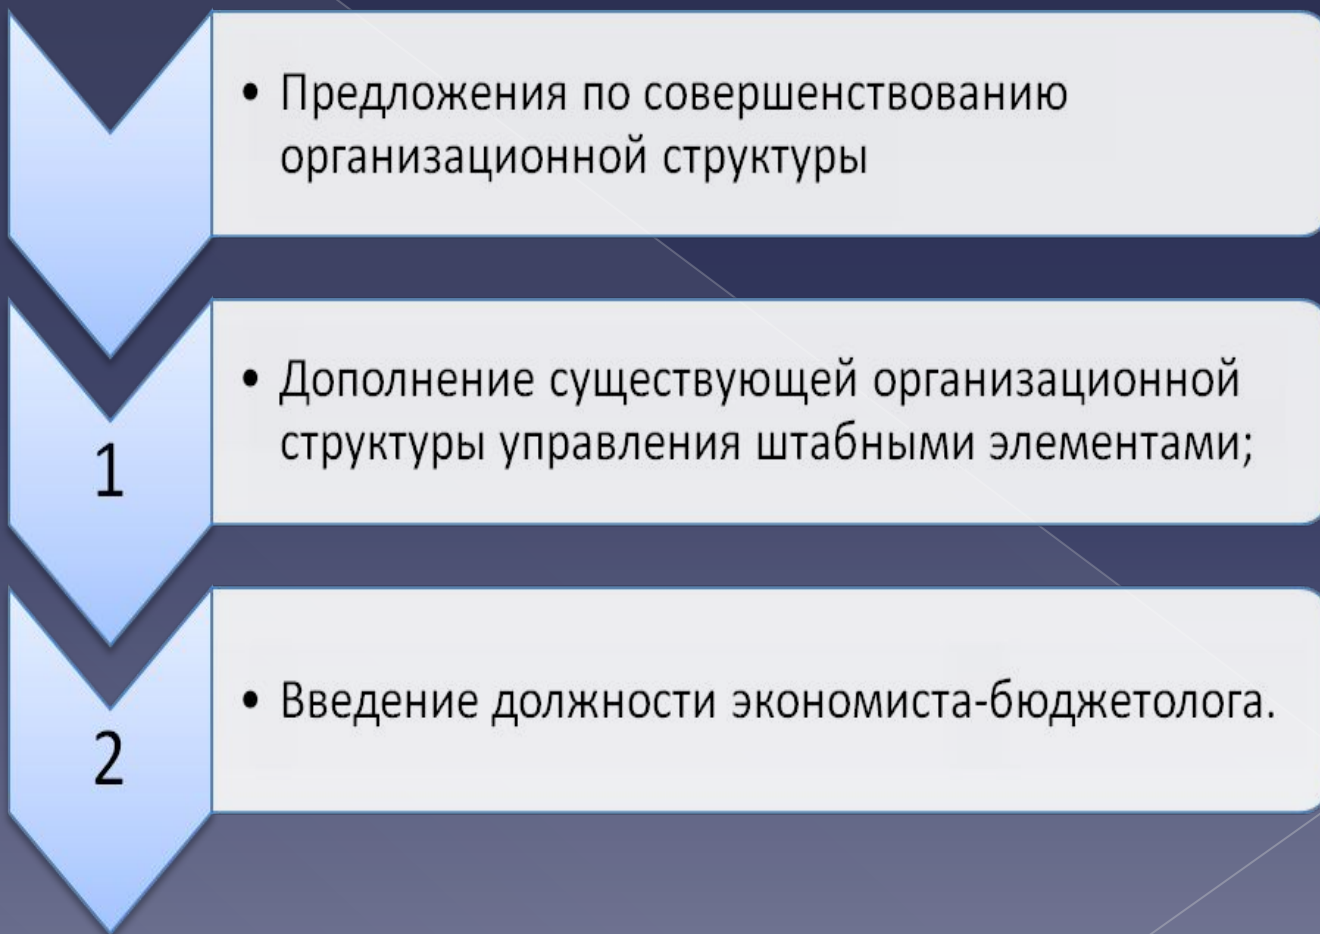 • Предложения по совершенствованию
организационной структуры
1
• Дополнение существующей организационной
структуры управления штабными элементами;
2
• Введение должности экономиста-бюджетолога.